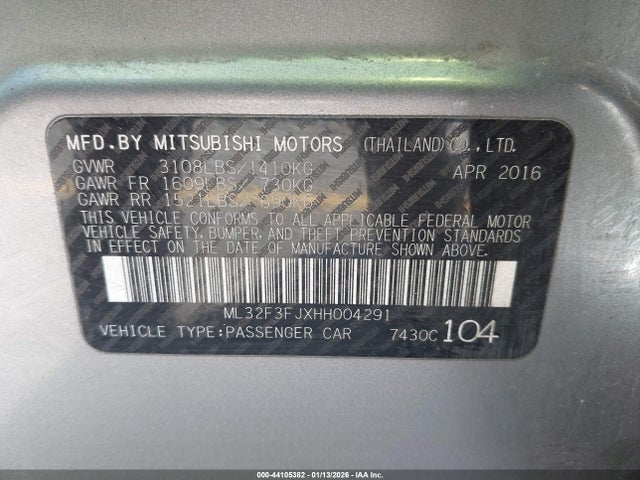 MFD.BY MITSUBISHI MOTORS (THAILAND)CO.,LTD.
GVWR 3108LBS/1410KG APR 2016
GAWR FR 1609LBS/ 730KG
GAWR RR 1521LBS/ 690KG
THIS VEHICLE CONFORMS TO ALL APPLICABLE FEDERAL MOTOR
VEHICLE SAFETY, BUMPER, AND THEFT PREVENTION STANDARDS
IN EFFECT ON THE DATE OF MANUFACTURE SHOWN ABOVE.
ML32F3FJXHH004291
VEHICLE TYPE:PASSENGER CAR 7430C 104
000-44105382 - 01/13/2026 - IAAI INC.